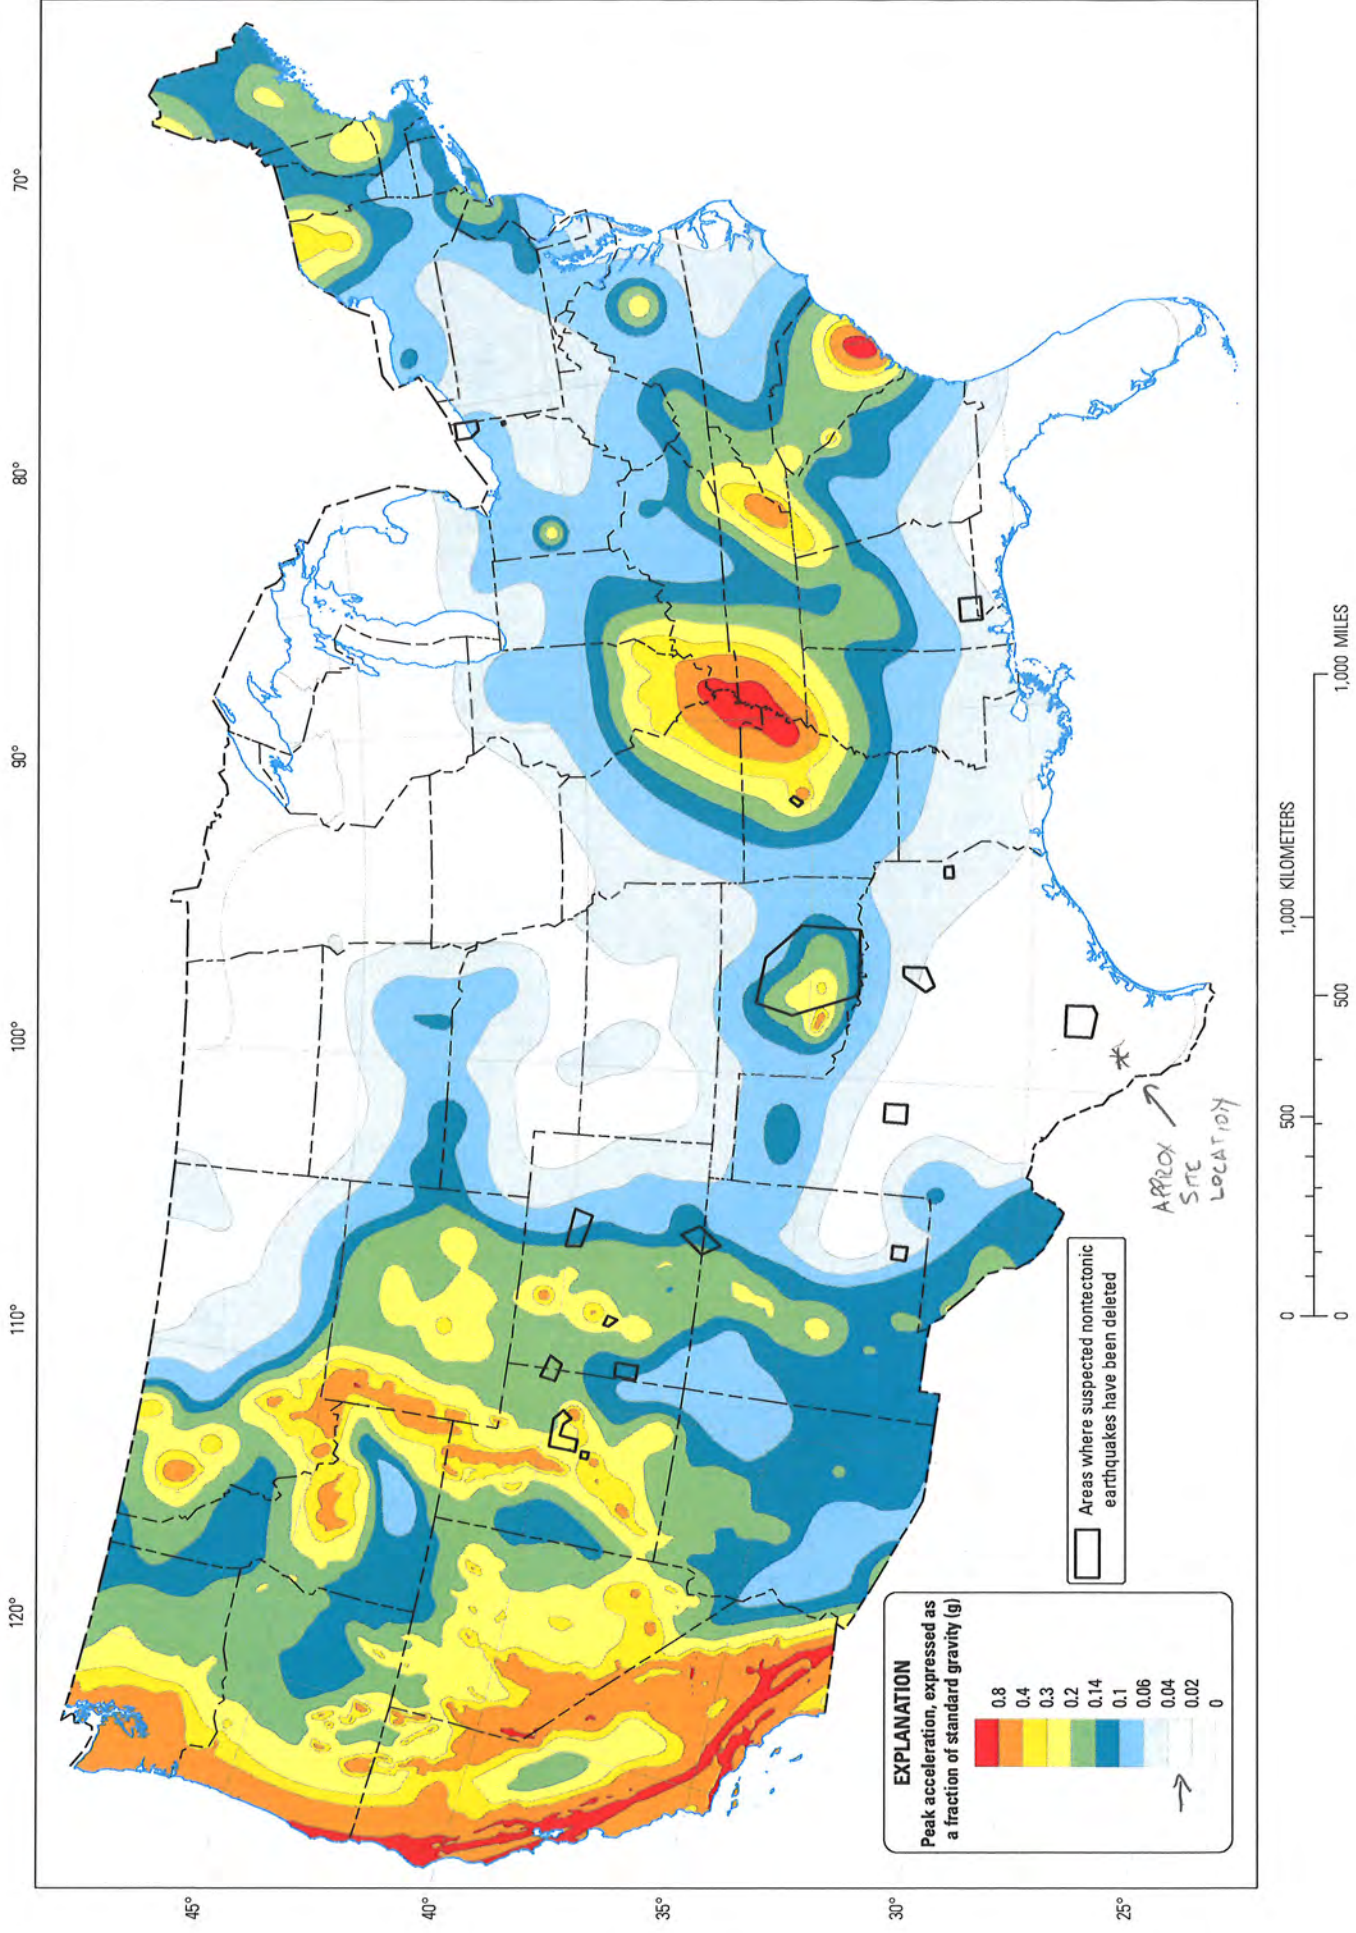 120°
110°
100°
90°
80°
70°
45°
40°
35°
30°
25°
EXPLANATION
Peak acceleration, expressed as
a fraction of standard gravity (g)
0.8
0.4
0.3
0.2
0.14
0.1
0.06
0.04
0.02
0
Areas where suspected nontectonic
earthquakes have been deleted
APPROX
SITE
LOCATION
0 500 1,000 MILES
0 500 1,000 KILOMETERS